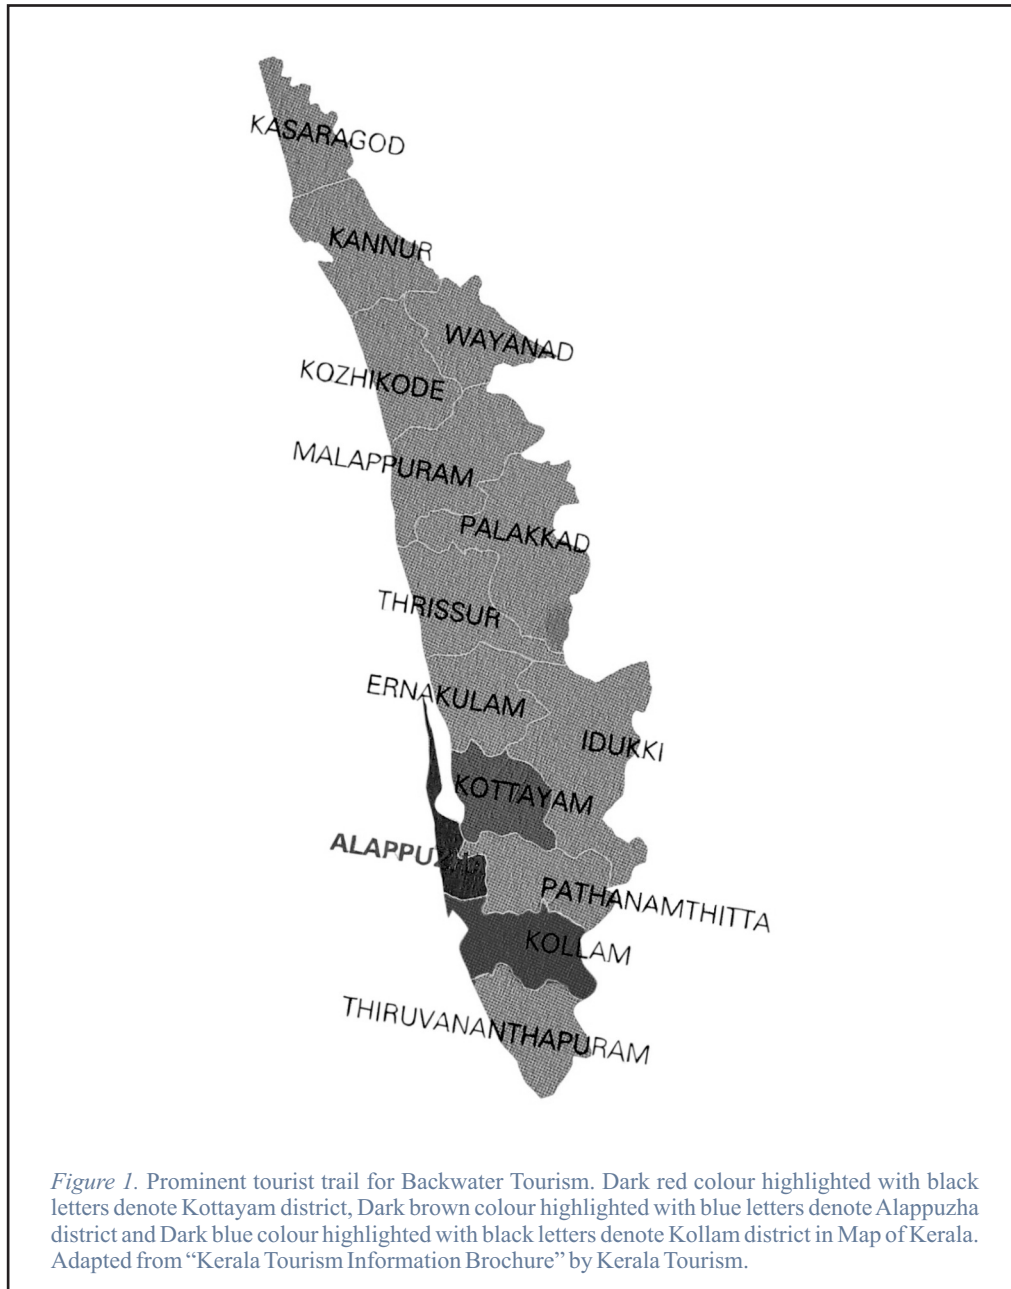 KASARAGOD
KANNUR
WAYANAD
KOZHIKODE
MALAPPURAM
PALAKKAD
THRISSUR
ERNAKULAM
IDUKKI
KOTTAYAM
ALAPPUZHA
PATHANAMTHITTA
KOLLAM
THIRUVANANTHAPURAM
Figure 1. Prominent tourist trail for Backwater Tourism. Dark red colour highlighted with black
letters denote Kottayam district, Dark brown colour highlighted with blue letters denote Alappuzha
district and Dark blue colour highlighted with black letters denote Kollam district in Map of Kerala.
Adapted from “Kerala Tourism Information Brochure” by Kerala Tourism.